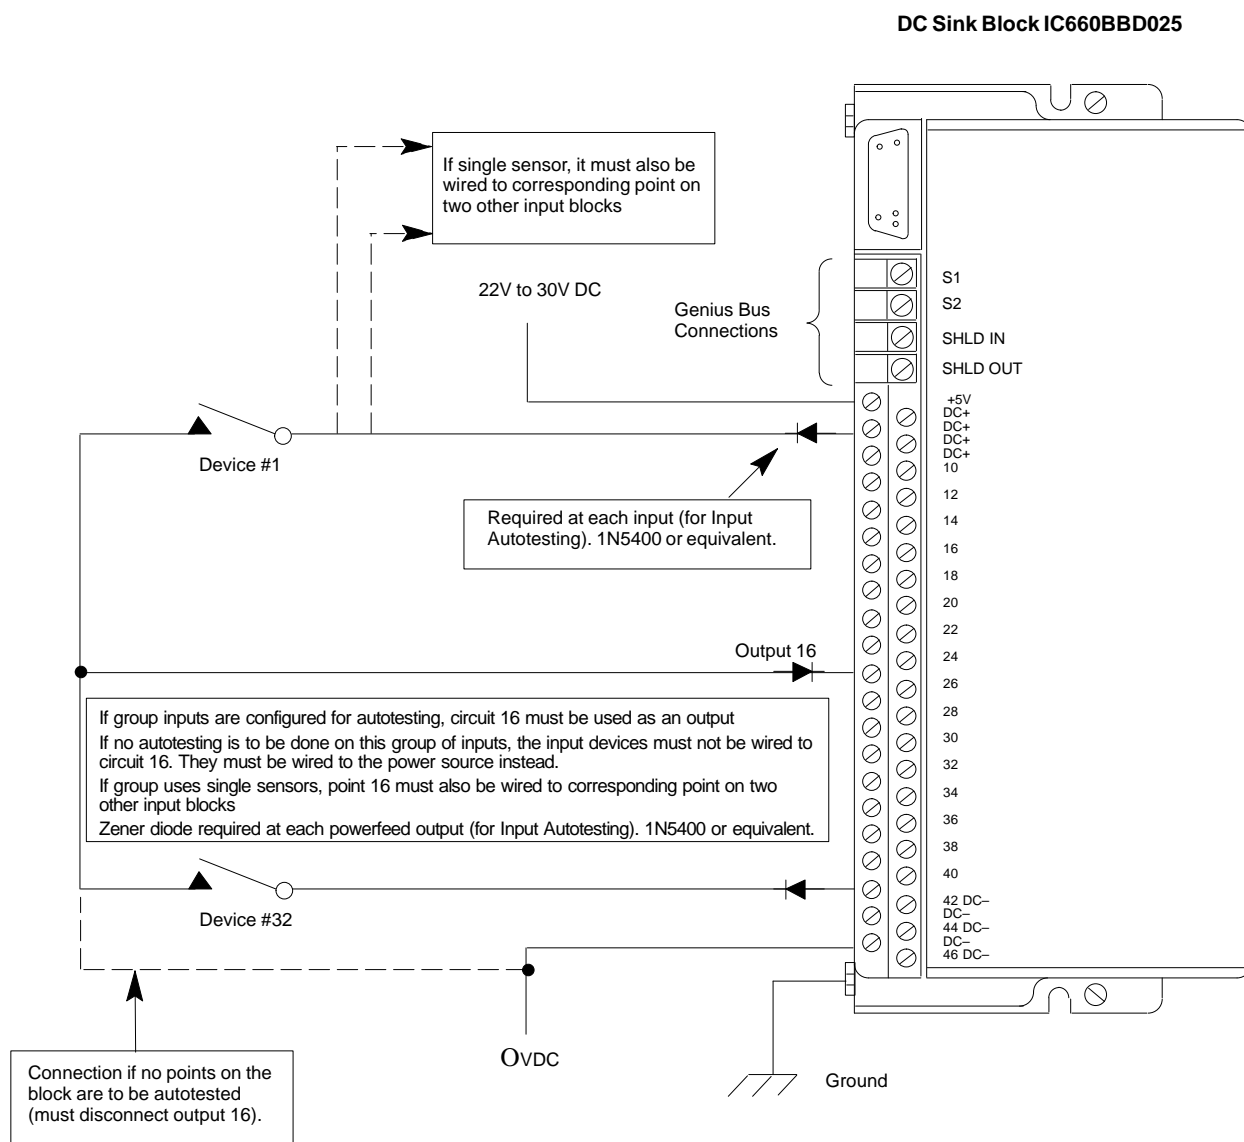 DC Sink Block IC660BBD025
If single sensor, it must also be
wired to corresponding point on
two other input blocks
22V to 30V DC
Genius Bus
Connections
S1
S2
SHLD IN
SHLD OUT
+5V
DC+
DC+
DC+
DC+
10
12
14
16
18
20
22
24
26
28
30
32
34
36
38
40
42 DC–
DC–
44 DC–
DC–
46 DC–
Device #1
Required at each input (for Input
Autotesting). 1N5400 or equivalent.
Output 16
If group inputs are configured for autotesting, circuit 16 must be used as an output
If no autotesting is to be done on this group of inputs, the input devices must not be wired to
circuit 16. They must be wired to the power source instead.
If group uses single sensors, point 16 must also be wired to corresponding point on two
other input blocks
Zener diode required at each powerfeed output (for Input Autotesting). 1N5400 or equivalent.
Device #32
OVDC
Ground
Connection if no points on the
block are to be autotested
(must disconnect output 16).